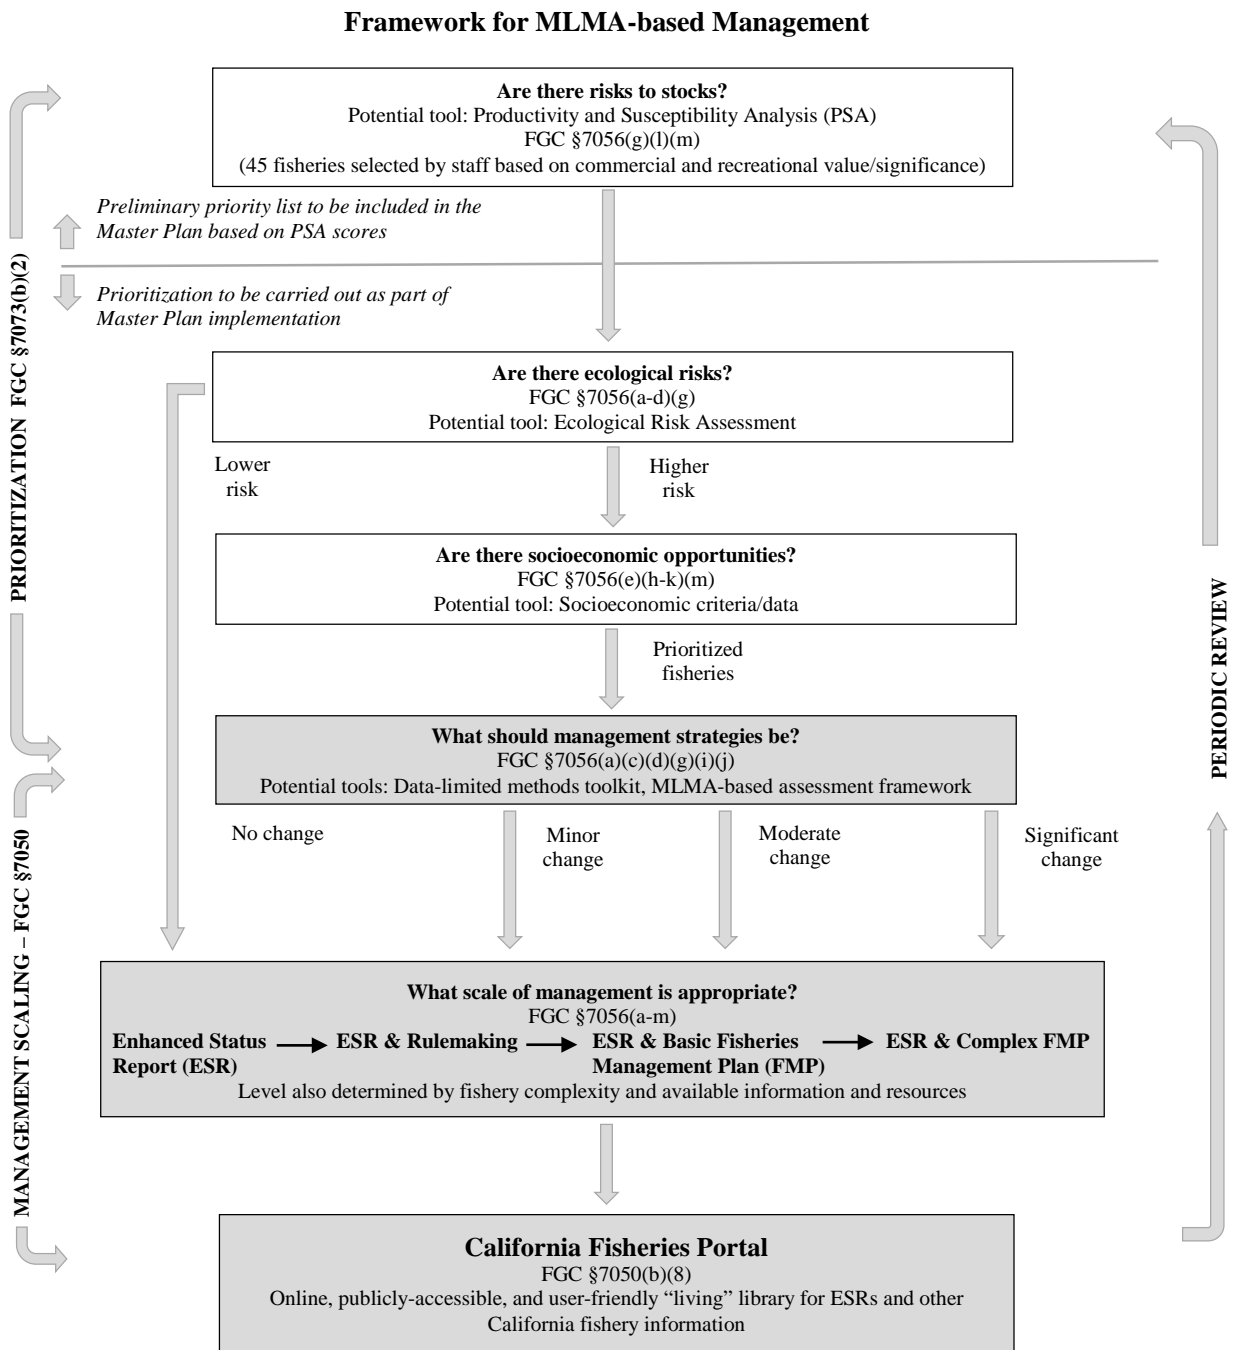 Framework for MLMA-based Management
Are there risks to stocks?
Potential tool: Productivity and Susceptibility Analysis (PSA)
FGC §7056(g)(l)(m)
(45 fisheries selected by staff based on commercial and recreational value/significance)
Preliminary priority list to be included in the
Master Plan based on PSA scores
Prioritization to be carried out as part of
Master Plan implementation
PRIORITIZATION FGC §7073(b)(2)
Are there ecological risks?
FGC §7056(a-d)(g)
Potential tool: Ecological Risk Assessment
Lower
risk
Higher
risk
Are there socioeconomic opportunities?
FGC §7056(e)(h-k)(m)
Potential tool: Socioeconomic criteria/data
Prioritized
fisheries
PERIODIC REVIEW
What should management strategies be?
FGC §7056(a)(c)(d)(g)(i)(j)
Potential tools: Data-limited methods toolkit, MLMA-based assessment framework
No change
Minor
change
Moderate
change
Significant
change
MANAGEMENT SCALING – FGC §7050
What scale of management is appropriate?
FGC §7056(a-m)
Enhanced Status
Report (ESR)
ESR & Rulemaking
ESR & Basic Fisheries
Management Plan (FMP)
ESR & Complex FMP
Level also determined by fishery complexity and available information and resources
California Fisheries Portal
FGC §7050(b)(8)
Online, publicly-accessible, and user-friendly “living” library for ESRs and other
California fishery information